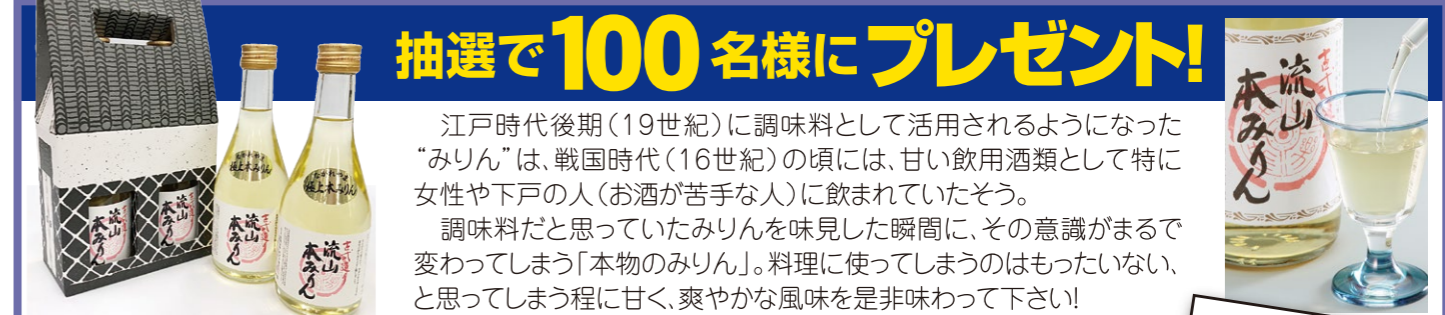 抽選で100名様にプレゼント!
江戸時代後期(19世紀)に調味料として活用されるようになった
“みりん”は、戦国時代(16世紀)の頃には、甘い飲用酒類として特に
女性や下戸の人(お酒が苦手な人)に飲まれていたそう。
調味料だと思っていたみりんを味見した瞬間に、その意識がまるで
変わってしまう「本物のみりん」。料理に使ってしまうのはもったいない、
と思ってしまう程に甘く、爽やかな風味を是非味わって下さい!
流山
本みりん
流山
本みりん
流山
本みりん
流山
本みりん
極上本みりん
流山
本みりん